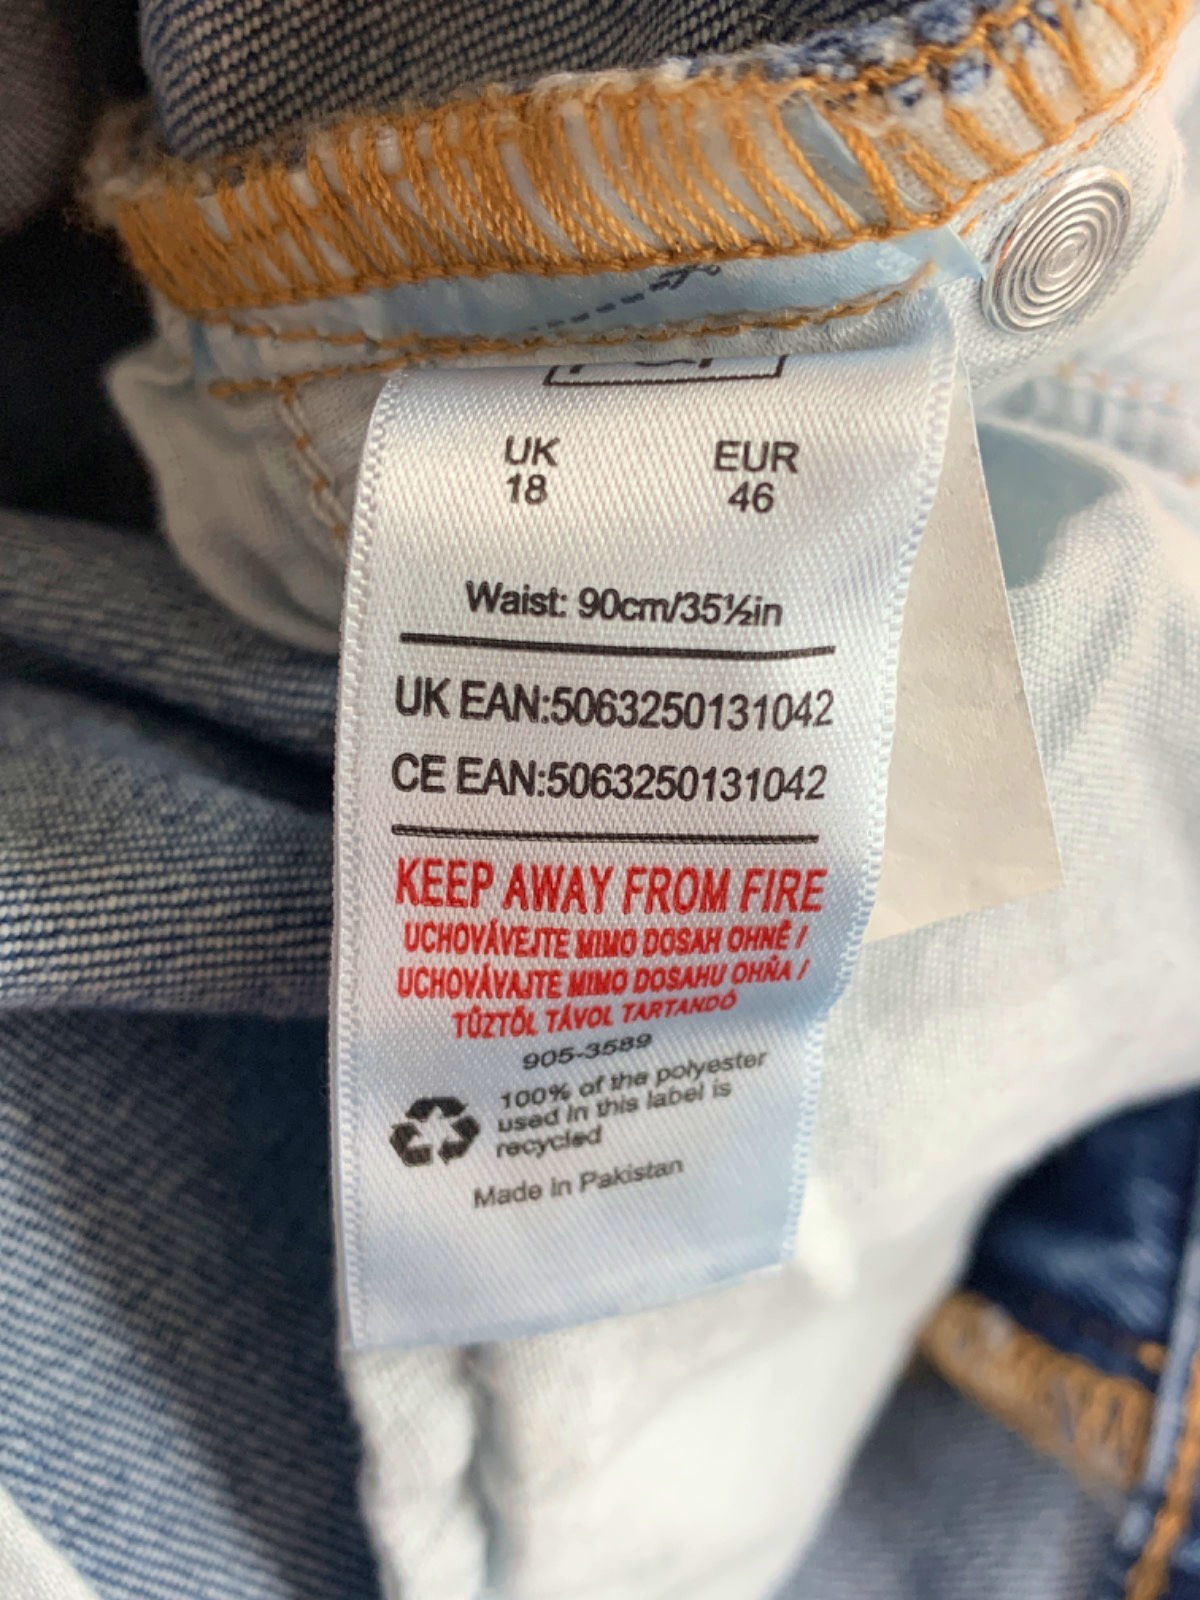 UK EUR
18 46
Waist: 90cm/35½in
UK EAN:5063250131042
CE EAN:5063250131042
KEEP AWAY FROM FIRE
UCHOVÁVEJTE MIMO DOSAH OHNĚ /
UCHOVÁVAJTE MIMO DOSAHU OHŇA /
TŰZTŐL TÁVOL TARTANDÓ
905-3589
100% of the polyester
used in this label is
recycled
Made in Pakistan